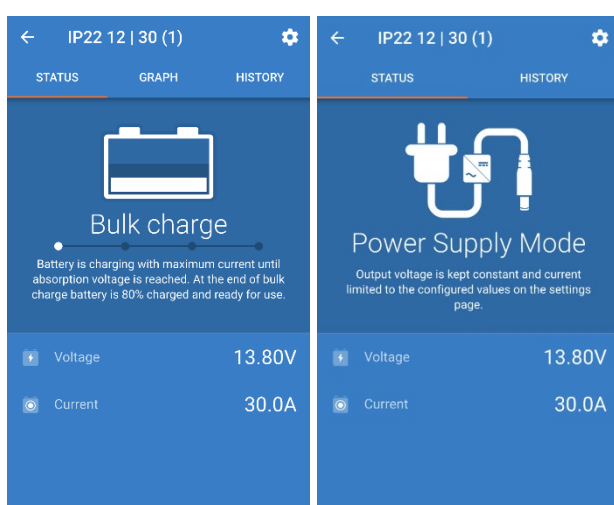 IP22 12 | 30 (1)
STATUS GRAPH HISTORY
Bulk charge
Battery is charging with maximum current until
absorption voltage is reached. At the end of bulk
charge battery is 80% charged and ready for use.
Voltage 13.80V
Current 30.0A
IP22 12 | 30 (1)
STATUS HISTORY
Power Supply Mode
Output voltage is kept constant and current
limited to the configured values on the settings
page.
Voltage 13.80V
Current 30.0A